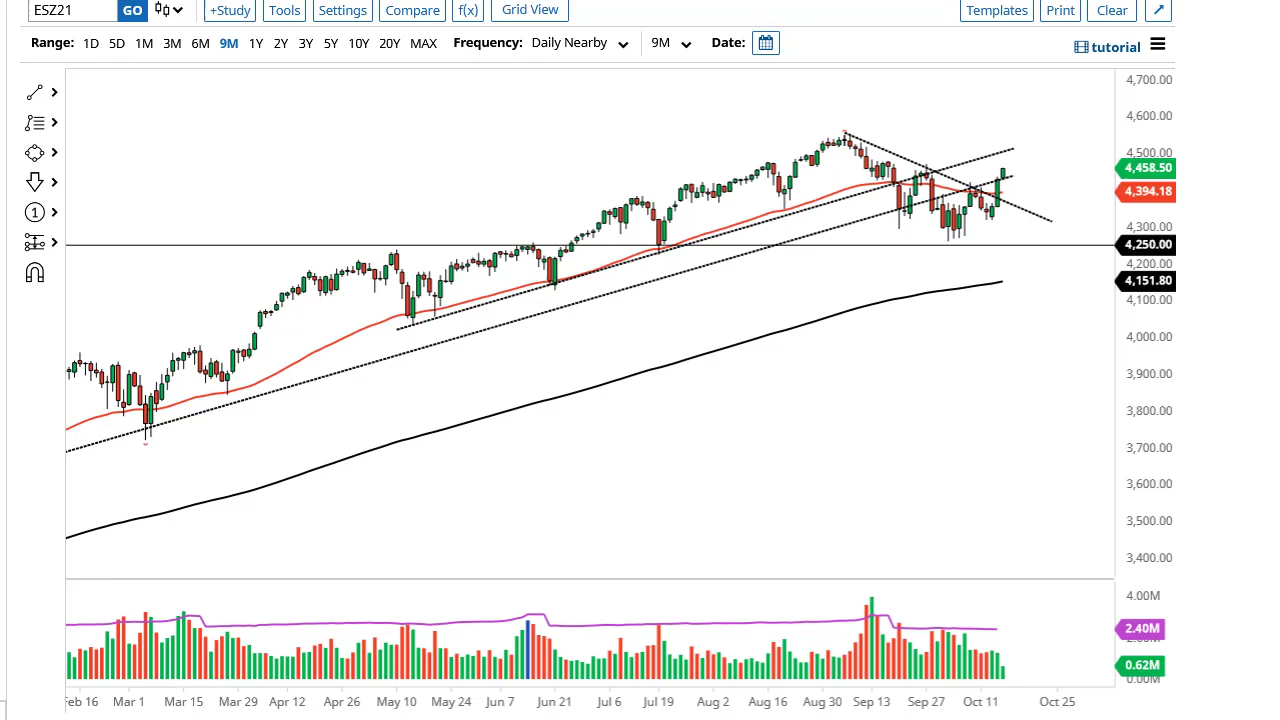 ESZ21 GO +Study Tools Settings Compare f(x) Grid View Templates Print Clear
Range: 1D 5D 1M 3M 6M 9M 1Y 2Y 3Y 5Y 10Y 20Y MAX Frequency: Daily Nearby 9M Date:
tutorial
1
4,700.00
4,600.00
4,500.00
4,458.50
4,394.18
4,300.00
4,250.00
4,200.00
4,151.80
4,100.00
4,000.00
3,900.00
3,800.00
3,700.00
3,600.00
3,500.00
3,400.00
4.00M
2.40M
0.62M
0.00M
Feb 16 Mar 1 Mar 15 Mar 29 Apr 12 Apr 26 May 10 May 24 Jun 7 Jun 21 Jul 6 Jul 19 Aug 2 Aug 16 Aug 30 Sep 13 Sep 27 Oct 11 Oct 25